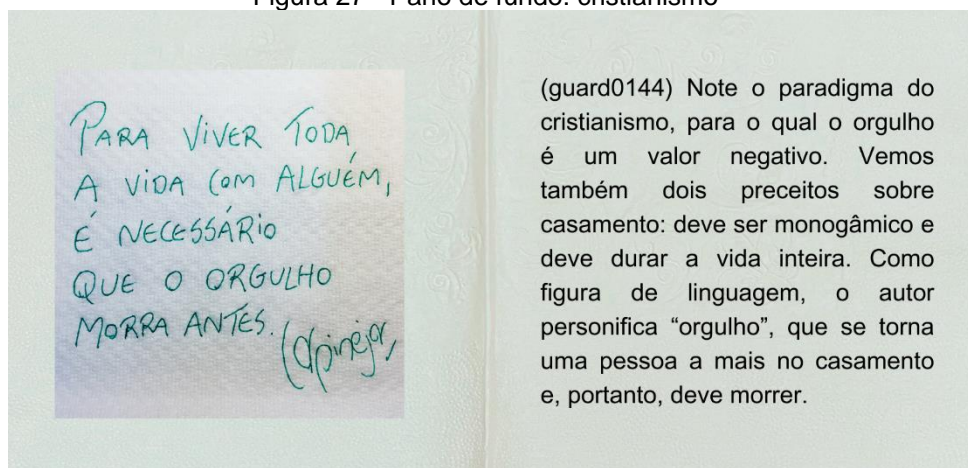 Figura 27 - Pano de fundo: cristianismo
PARA VIVER TODA
A VIDA COM ALGUÉM,
É NECESSÁRIO
QUE O ORGULHO
MORRA ANTES.
Carpinejar
(guard0144) Note o paradigma do
cristianismo, para o qual o orgulho
é um valor negativo. Vemos
também dois preceitos sobre
casamento: deve ser monogâmico e
deve durar a vida inteira. Como
figura de linguagem, o autor
personifica “orgulho”, que se torna
uma pessoa a mais no casamento
e, portanto, deve morrer.